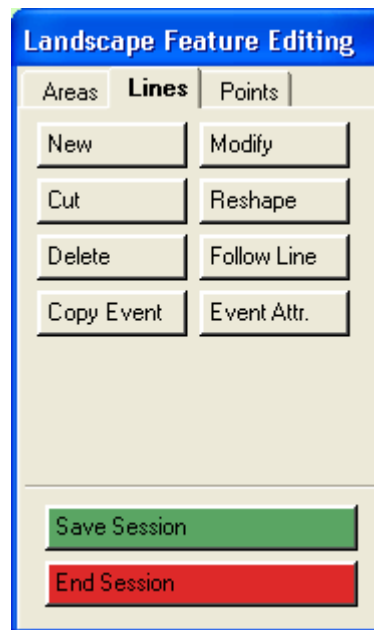 Landscape Feature Editing
Areas Lines Points
New Modify
Cut Reshape
Delete Follow Line
Copy Event Event Attr.
Save Session
End Session